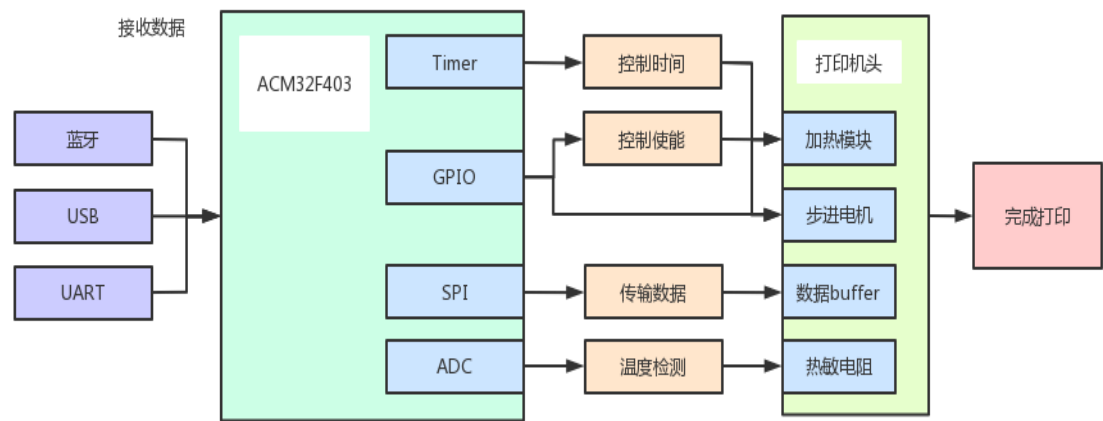 接收数据
ACM32F403
蓝牙
USB
UART
Timer
GPIO
SPI
ADC
控制时间
控制使能
传输数据
温度检测
打印机头
加热模块
步进电机
数据buffer
热敏电阻
完成打印